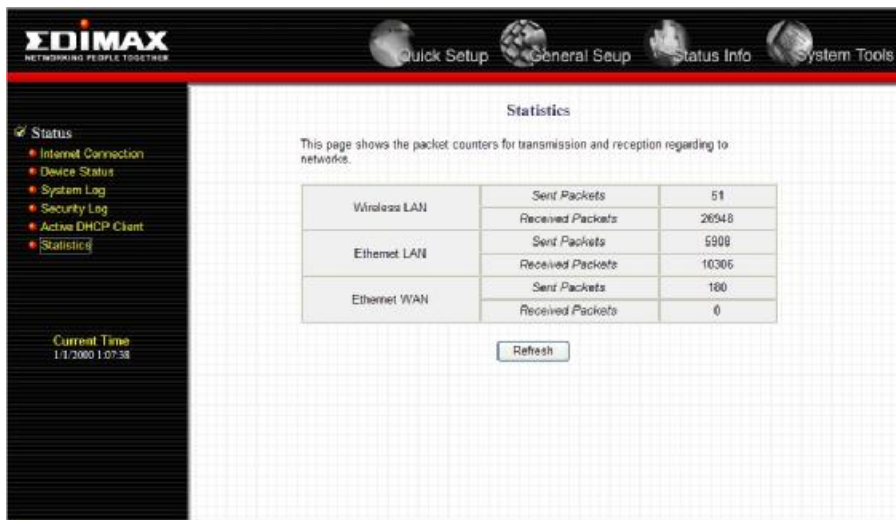 EDIMAX
NETWORKING PEOPLE TOGETHER
Quick Setup
General Seup
Status Info
System Tools
Status
Internet Connection
Device Status
System Log
Security Log
Active DHCP Client
Statistics
Current Time
1/1/2000 1:07:38
Statistics
This page shows the packet counters for transmission and reception regarding to
networks.
Wireless LAN
Sent Packets
51
Received Packets
26948
Ethernet LAN
Sent Packets
5908
Received Packets
10306
Ethernet WAN
Sent Packets
180
Received Packets
0
Refresh